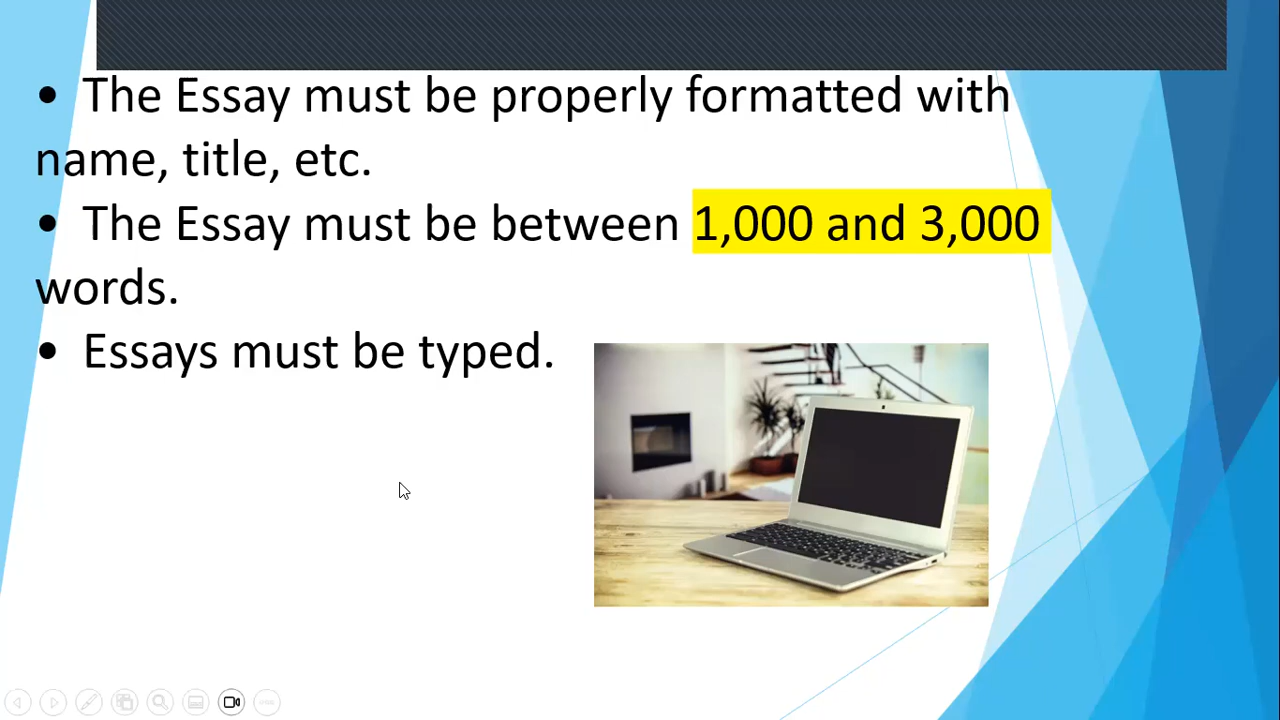 • The Essay must be properly formatted with
name, title, etc.
• The Essay must be between 1,000 and 3,000
words.
• Essays must be typed.